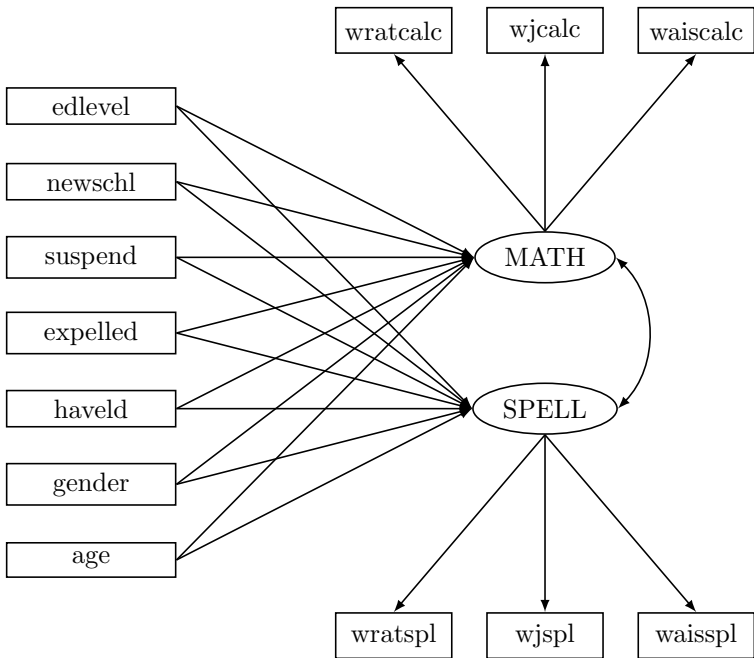 wratcalc
wjcalc
waiscalc
edlevel
newschl
suspend
expelled
haveld
gender
age
MATH
SPELL
wratspl
wjspl
waisspl